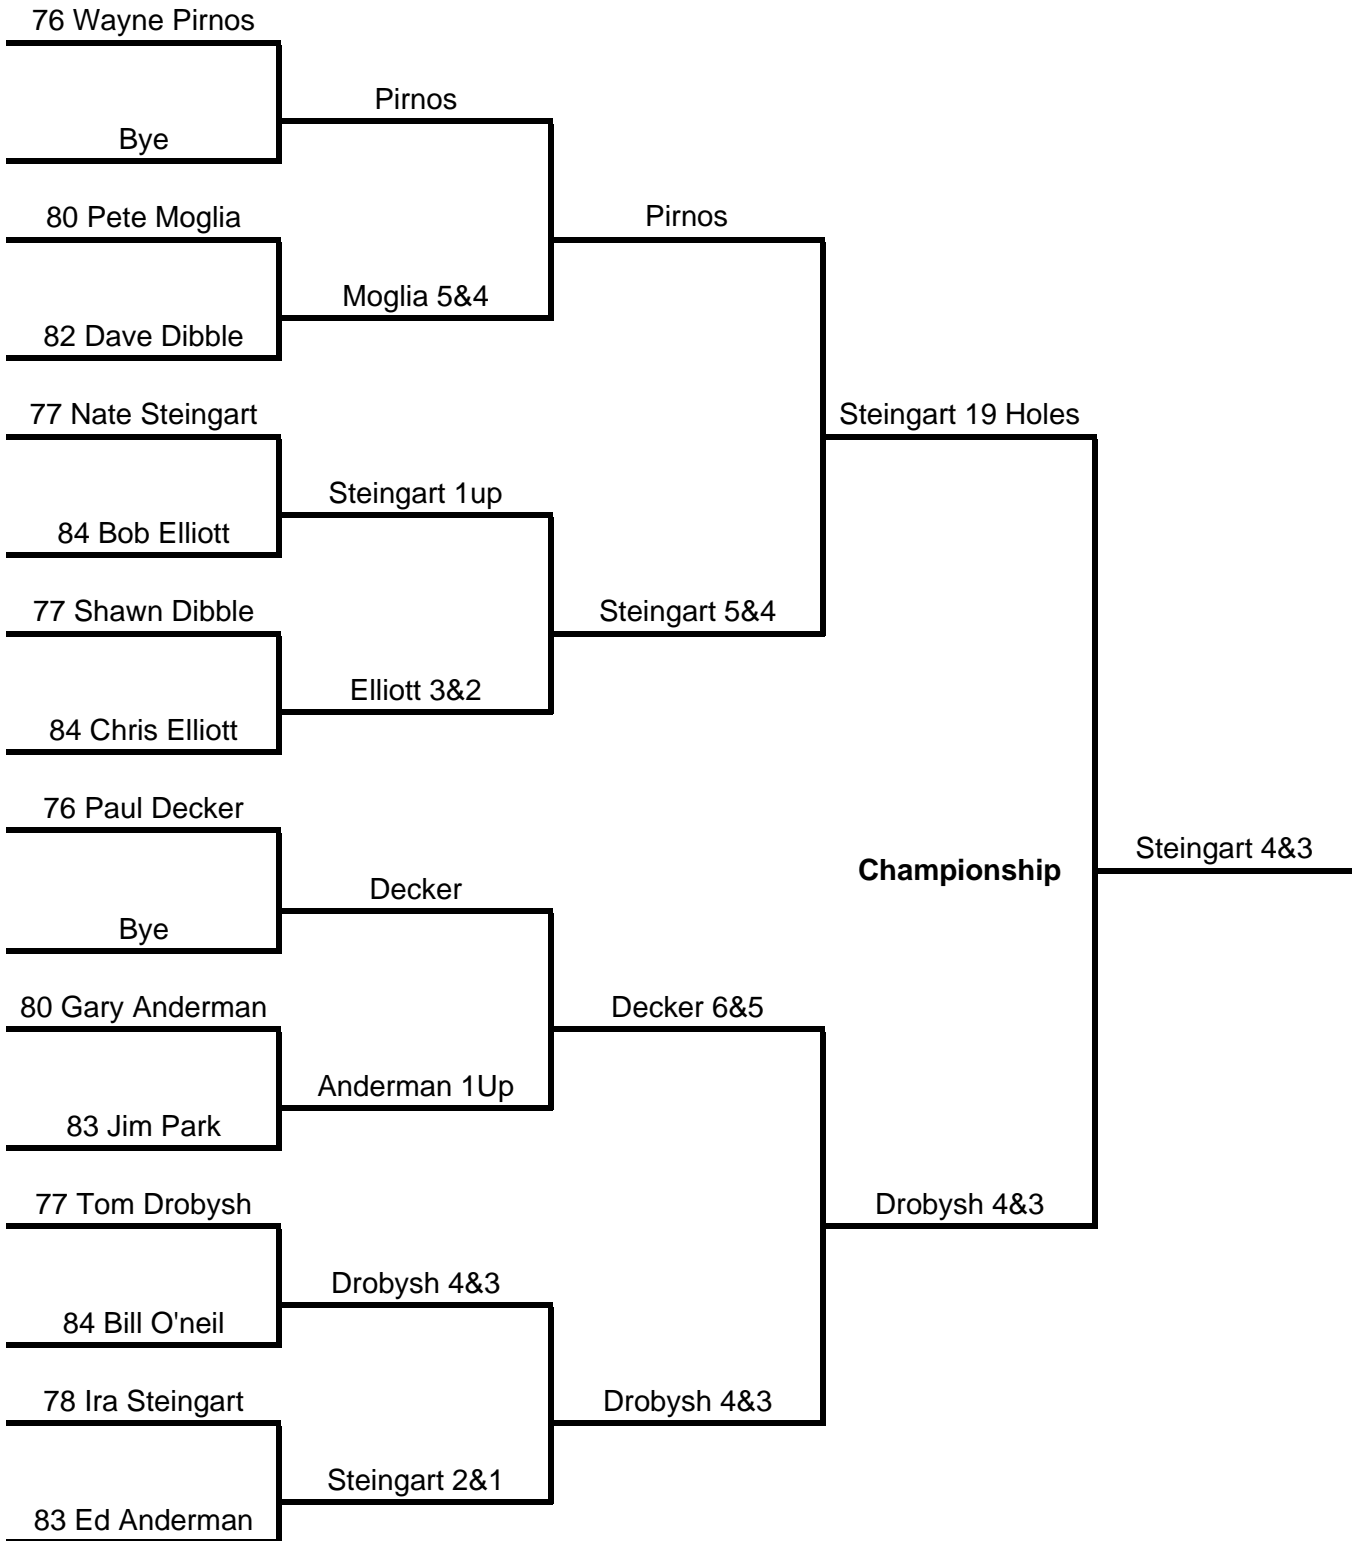 76 Wayne Pirnos
Pirnos
Bye
80 Pete Moglia
Pirnos
Moglia 5&4
82 Dave Dibble
77 Nate Steingart
Steingart 19 Holes
Steingart 1up
84 Bob Elliott
77 Shawn Dibble
Steingart 5&4
Elliott 3&2
84 Chris Elliott
76 Paul Decker
Steingart 4&3
Championship
Decker
Bye
80 Gary Anderman
Decker 6&5
Anderman 1Up
83 Jim Park
77 Tom Drobysh
Drobysh 4&3
Drobysh 4&3
84 Bill O'neil
78 Ira Steingart
Drobysh 4&3
Steingart 2&1
83 Ed Anderman